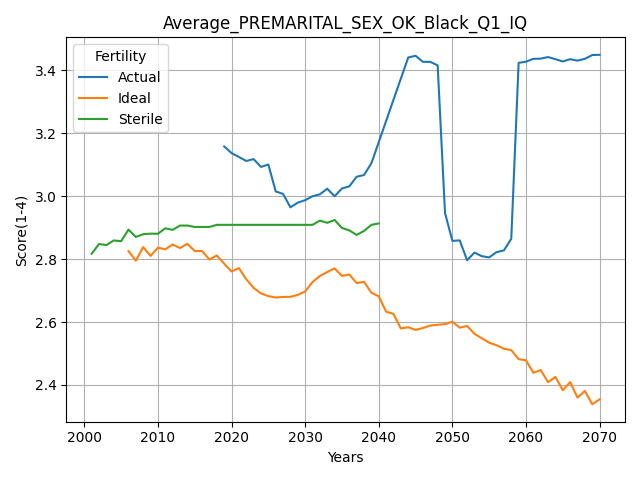 Average_PREMARITAL_SEX_OK_Black_Q1_IQ
Fertility
Actual
Ideal
Sterile
Score(1-4)
3.4
3.2
3.0
2.8
2.6
2.4
2000 2010 2020 2030 2040 2050 2060 2070
Years